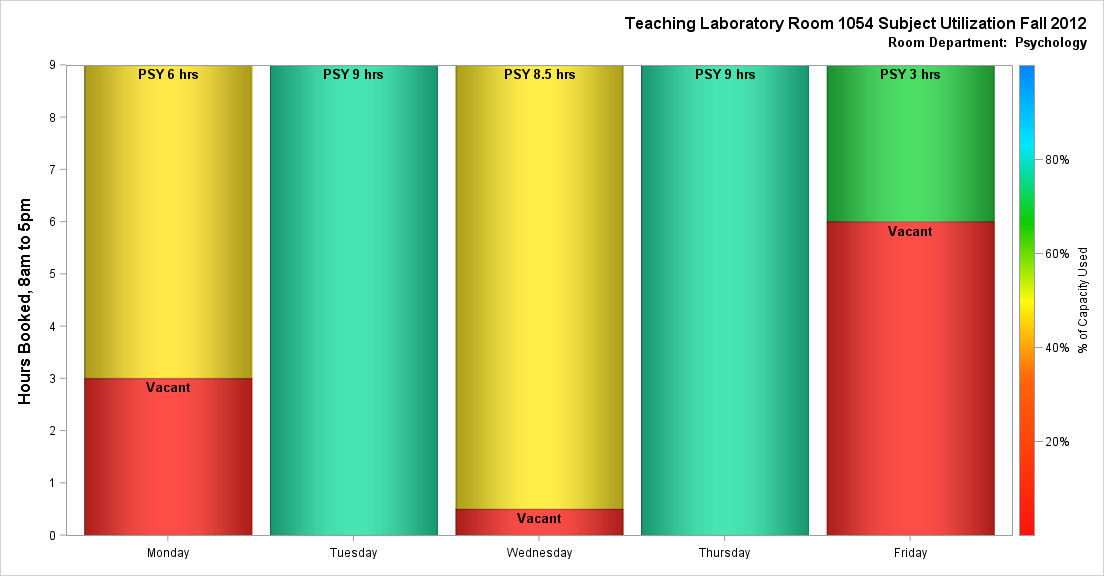 Teaching Laboratory Room 1054 Subject Utilization Fall 2012
Room Department: Psychology
Hours Booked, 8am to 5pm
9
8
7
6
5
4
3
2
1
0
PSY 6 hrs
PSY 9 hrs
PSY 8.5 hrs
PSY 9 hrs
PSY 3 hrs
Vacant
Vacant
Vacant
Monday
Tuesday
Wednesday
Thursday
Friday
80%
60%
40%
20%
% of Capacity Used